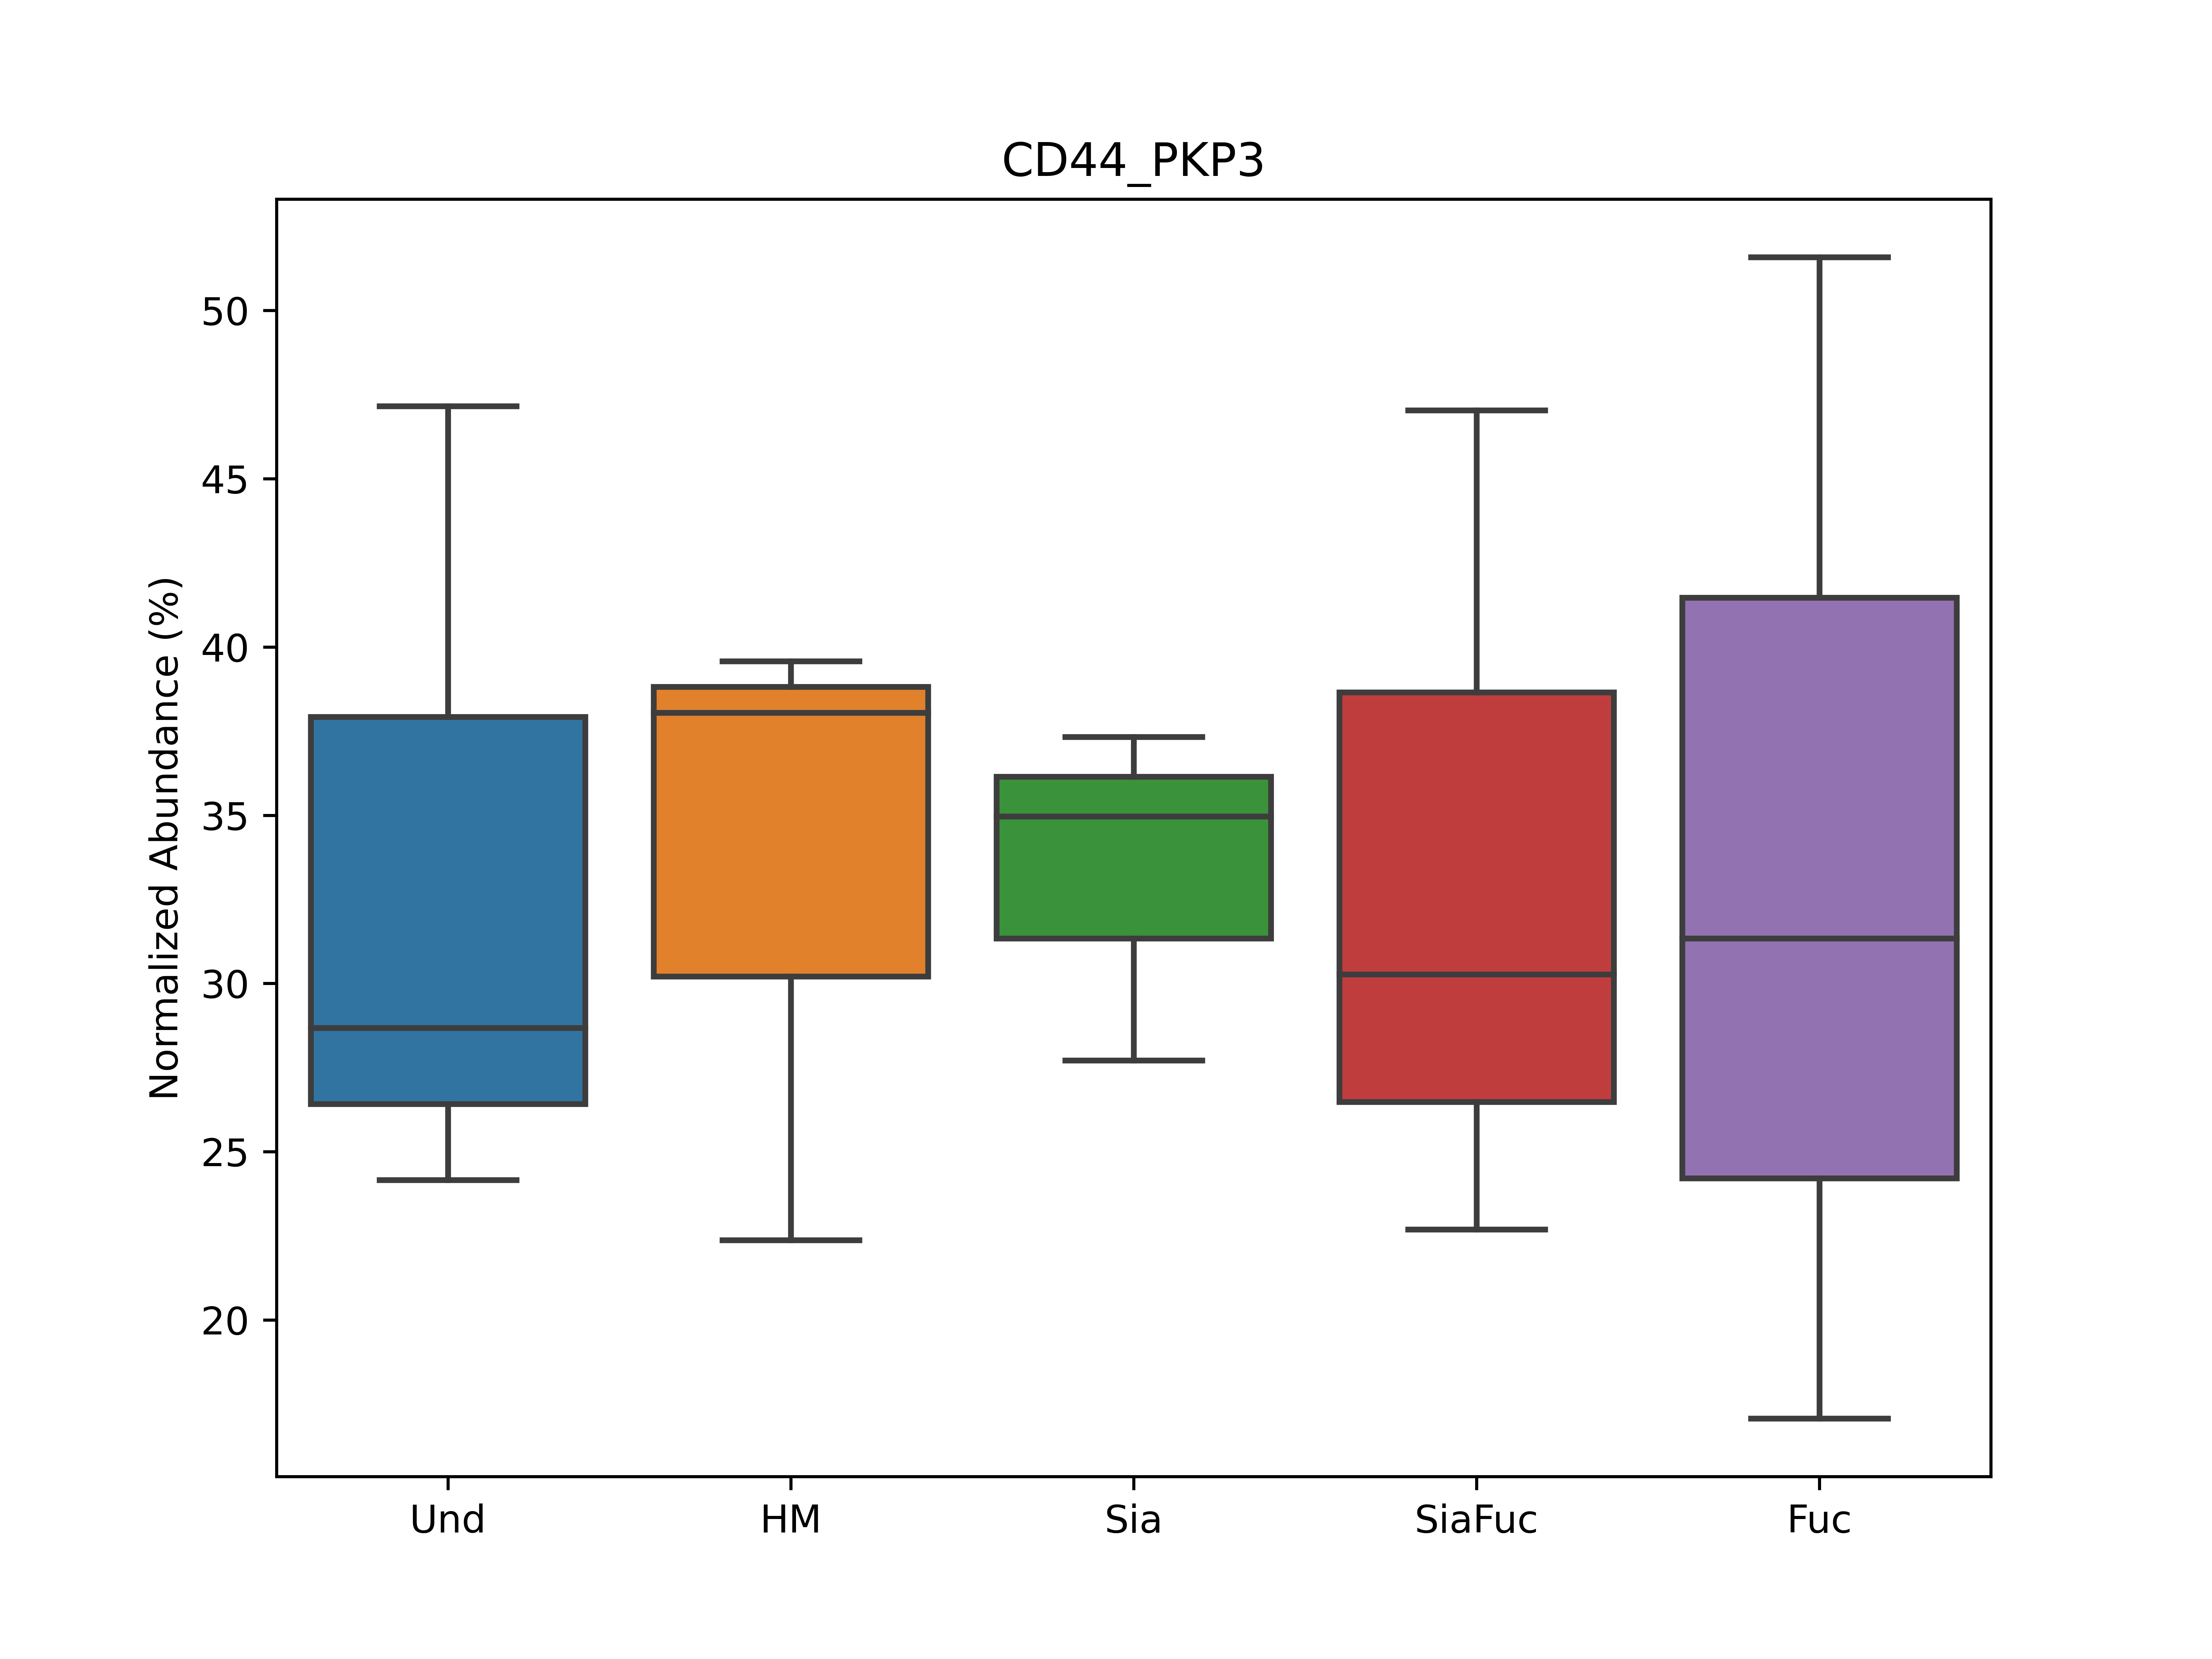 CD44_PKP3
Normalized Abundance (%)
50
45
40
35
30
25
20
Und
HM
Sia
SiaFuc
Fuc